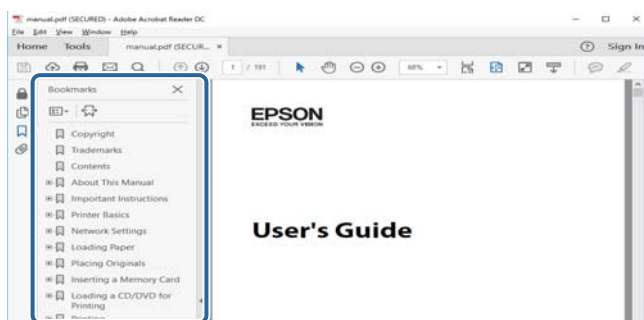 manual.pdf (SECURED) - Adobe Acrobat Reader DC
File Edit View Window Help
Home Tools manual.pdf (SECUR... × Sign In
1 / 191 68%
Bookmarks
Copyright
Trademarks
Contents
About This Manual
Important Instructions
Printer Basics
Network Settings
Loading Paper
Placing Originals
Inserting a Memory Card
Loading a CD/DVD for
Printing
Printing
EPSON
EXCEED YOUR VISION
User's Guide